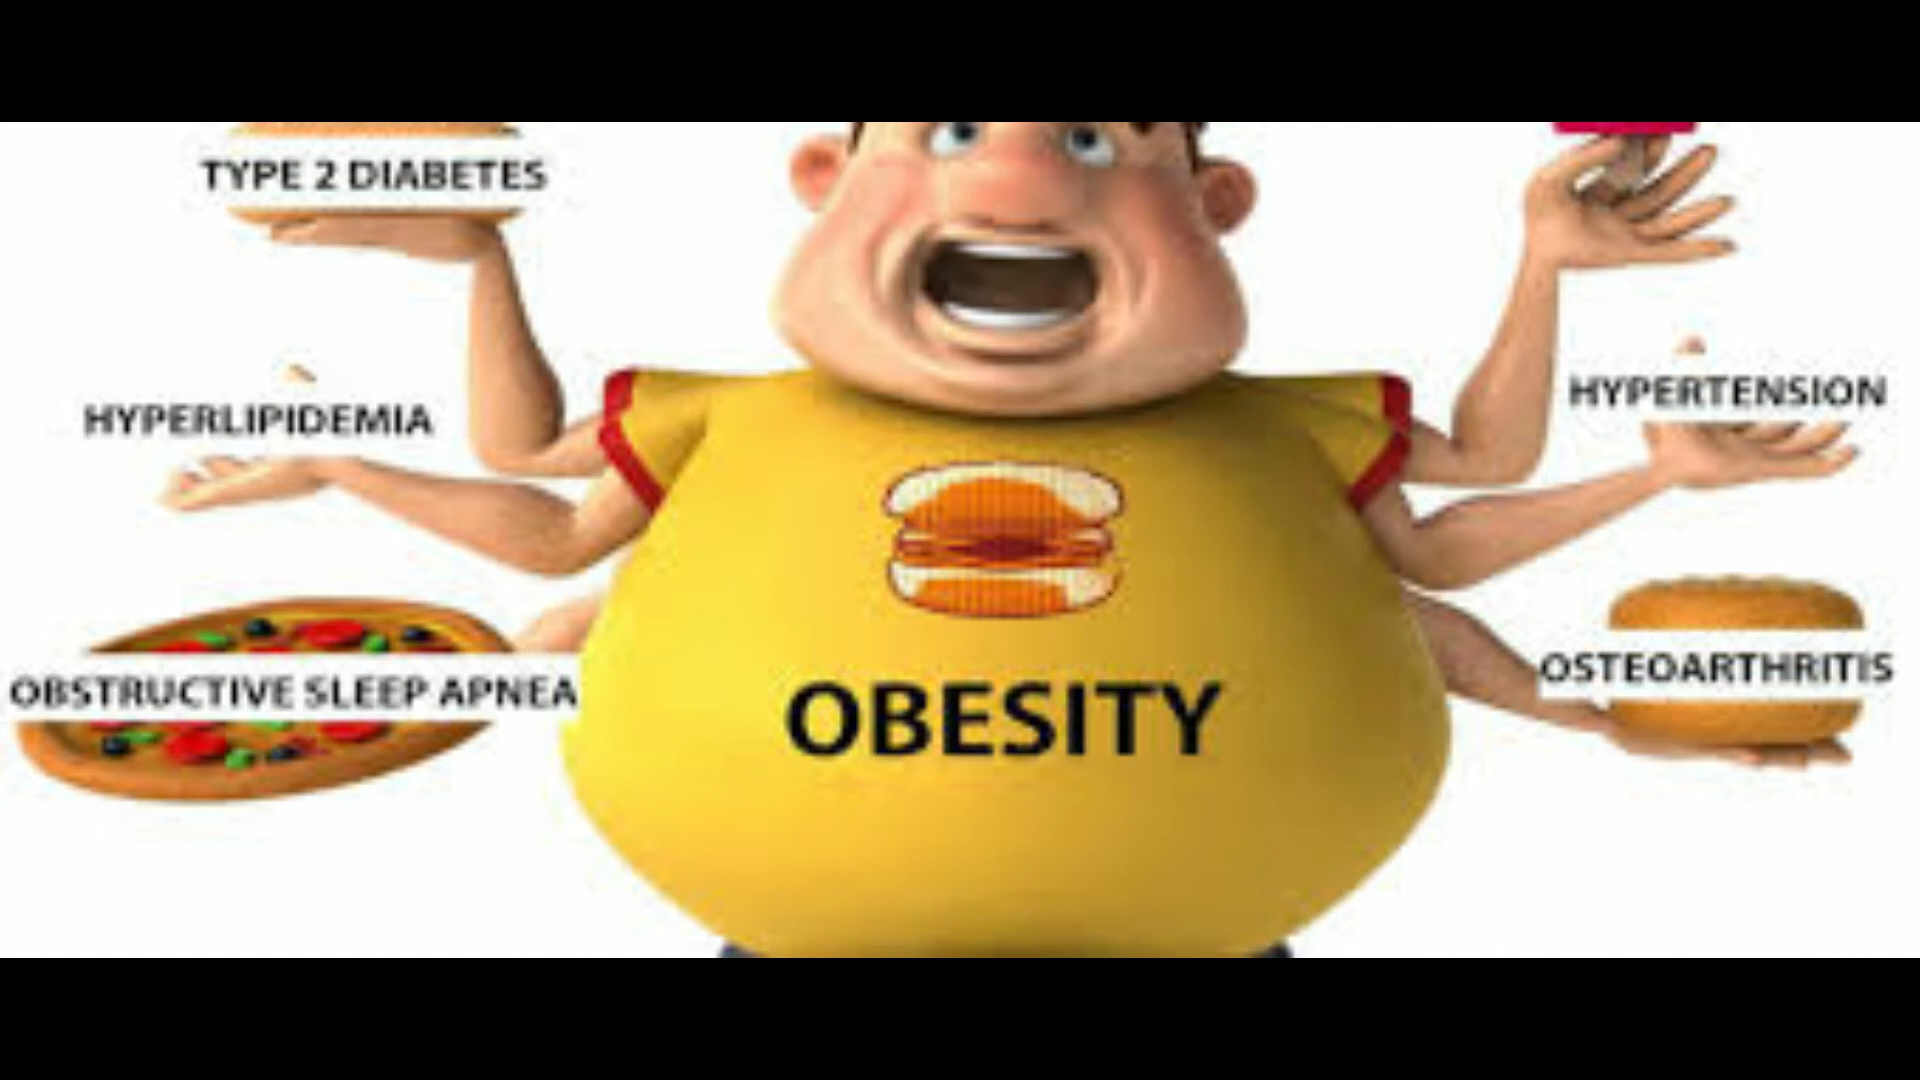 TYPE 2 DIABETES
HYPERLIPIDEMIA
HYPERTENSION
OBSTRUCTIVE SLEEP APNEA
OSTEOARTHRITIS
OBESITY